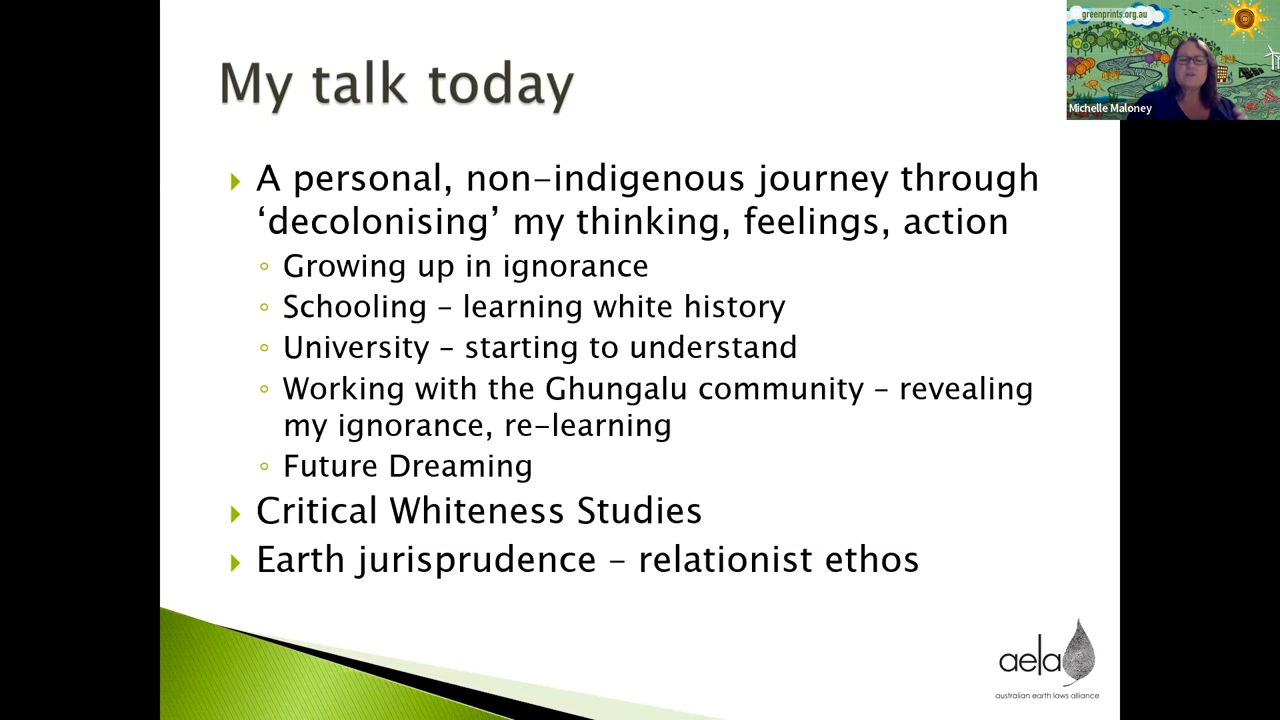 My talk today
A personal, non-indigenous journey through
‘decolonising’ my thinking, feelings, action
Growing up in ignorance
Schooling – learning white history
University – starting to understand
Working with the Ghungalu community – revealing
my ignorance, re-learning
Future Dreaming
Critical Whiteness Studies
Earth jurisprudence – relationist ethos
aela
australian earth laws alliance
greenprints.org.au
Michelle Maloney